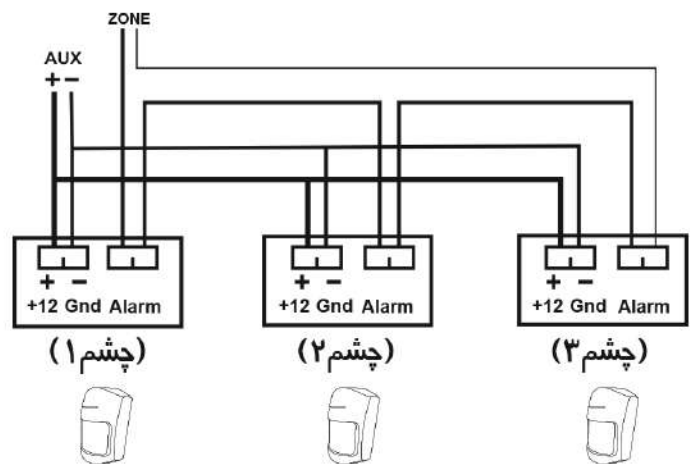 ZONE
AUX
+ −
+ −
+12 Gnd Alarm
(چشم۱)
+ −
+12 Gnd Alarm
(چشم۲)
+ −
+12 Gnd Alarm
(چشم۳)